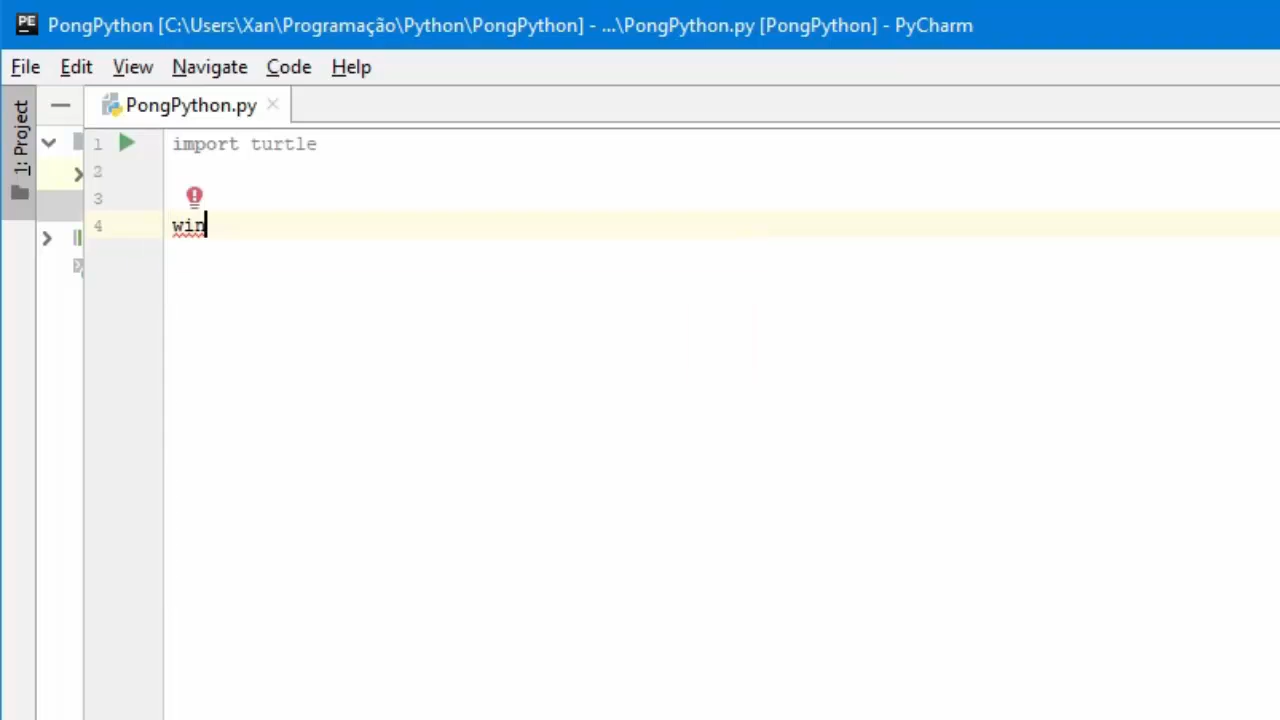 PE PongPython [C:\Users\Xan\Programação\Python\PongPython] - ...\PongPython.py [PongPython] - PyCharm
File Edit View Navigate Code Help
1: Project
PongPython.py
1 import turtle
2
3
4 win